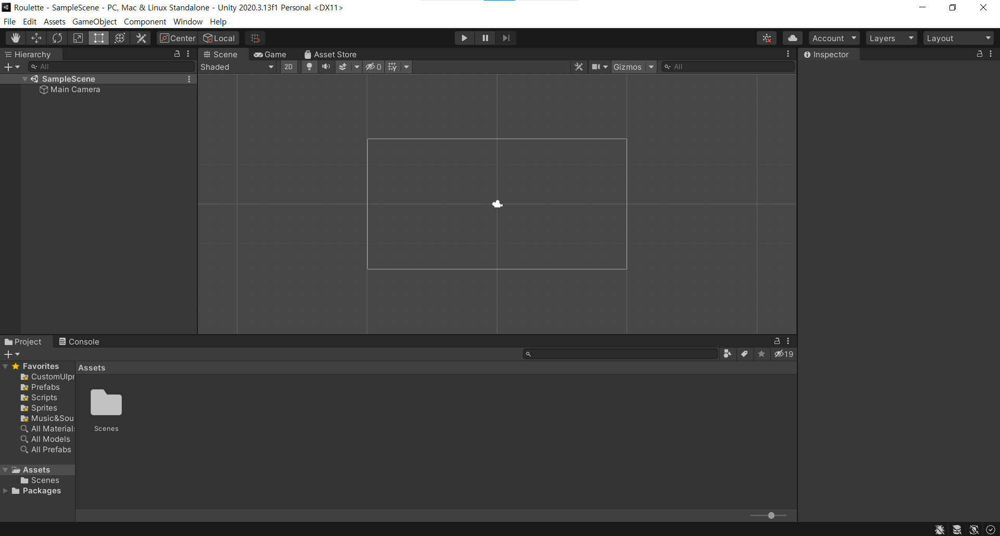 Roulette - SampleScene - PC, Mac & Linux Standalone - Unity 2020.3.13f1 Personal <DX11>
File Edit Assets GameObject Component Window Help
Center Local Account Layers Layout
Hierarchy
All
SampleScene
Main Camera
Scene Game Asset Store
Shaded 2D 0 Gizmos All
Inspector
Project Console
19
Favorites
CustomUIpr
Prefabs
Scripts
Sprites
Music&Sou
All Material
All Models
All Prefabs
Assets
Scenes
Packages
Assets
Scenes